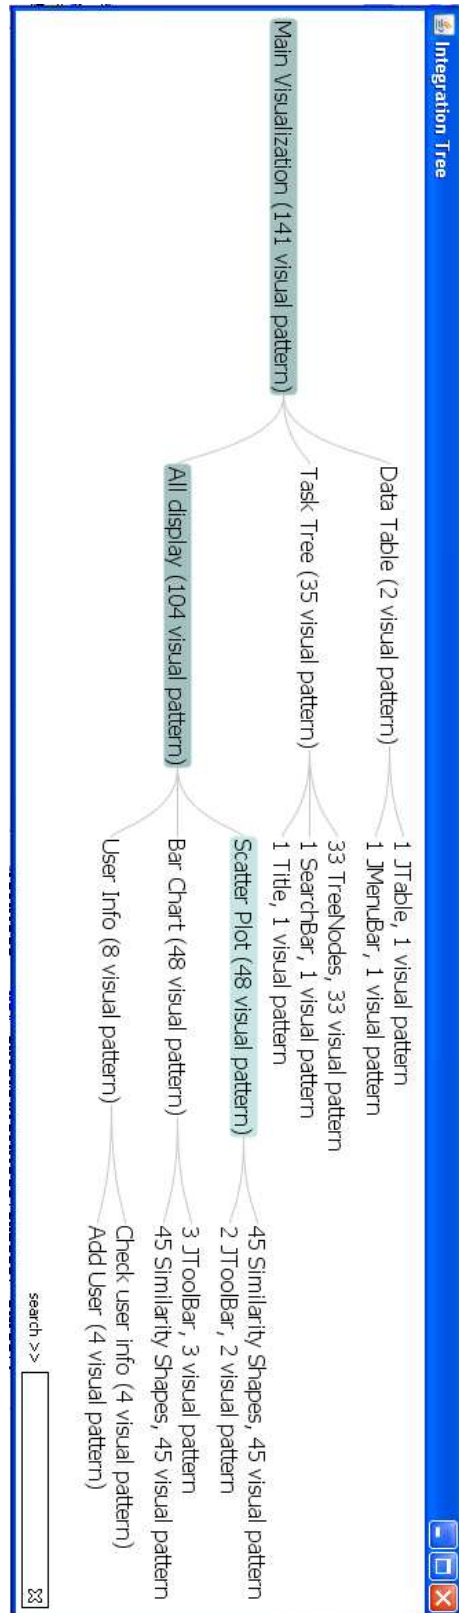 Integration Tree
Main Visualization (141 visual pattern)
Data Table (2 visual pattern)
1 JTable, 1 visual pattern
1 JMenuBar, 1 visual pattern
Task Tree (35 visual pattern)
33 TreeNodes, 33 visual pattern
1 SearchBar, 1 visual pattern
1 Title, 1 visual pattern
All display (104 visual pattern)
Scatter Plot (48 visual pattern)
45 Similarity Shapes, 45 visual pattern
2 JToolBar, 2 visual pattern
Bar Chart (48 visual pattern)
3 JToolBar, 3 visual pattern
45 Similarity Shapes, 45 visual pattern
User Info (8 visual pattern)
Check user info (4 visual pattern)
Add User (4 visual pattern)
search >>